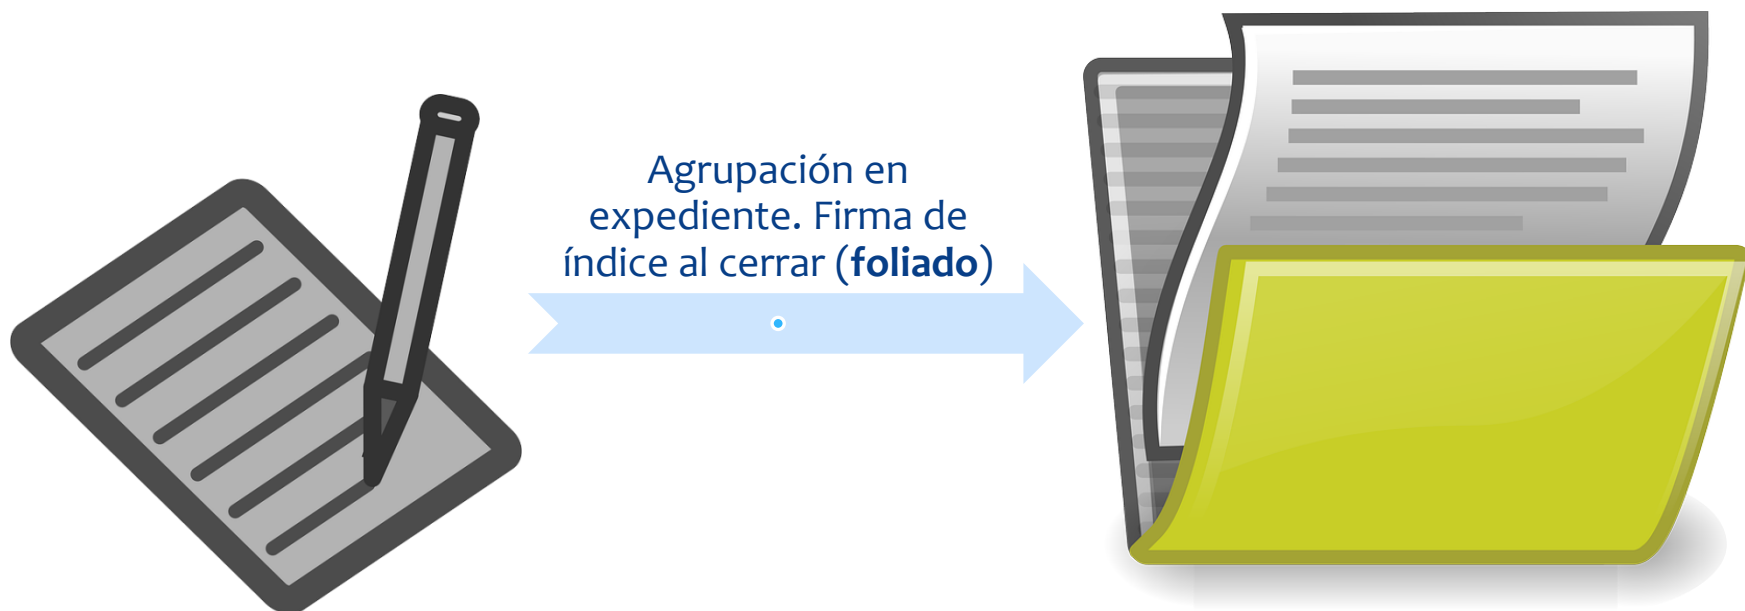 Agrupación en
expediente. Firma de
índice al cerrar (foliado)